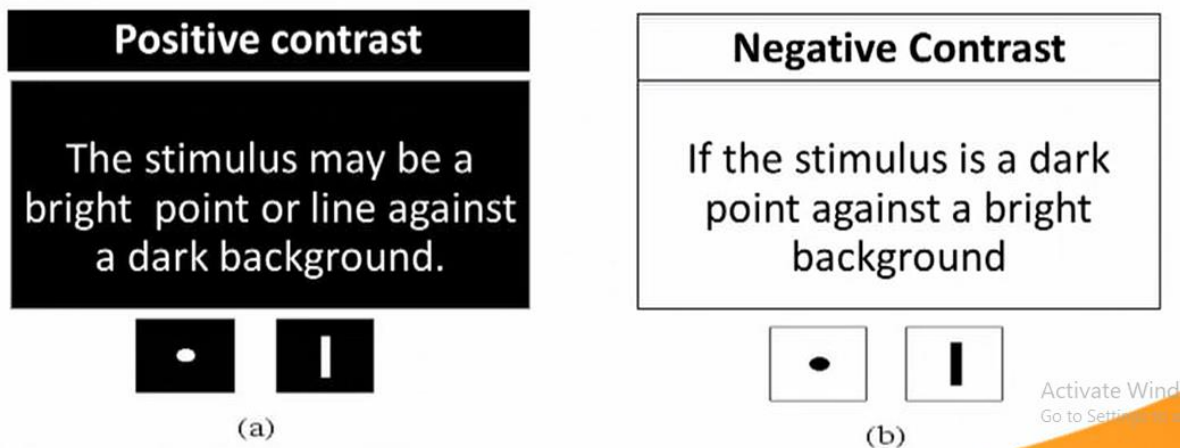 Positive contrast
The stimulus may be a
bright point or line against
a dark background.
(a)
Negative Contrast
If the stimulus is a dark
point against a bright
background
(b)
Activate Wind
Go to